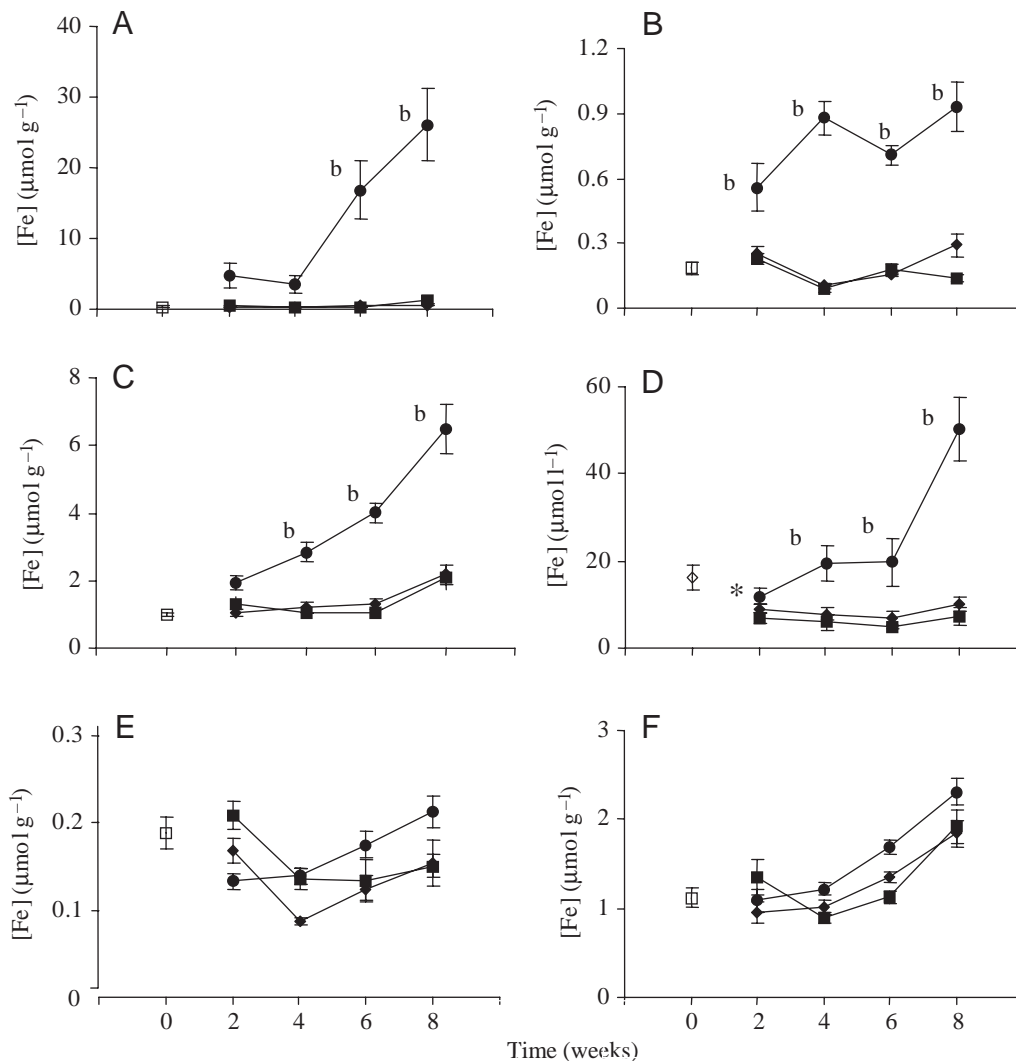 A
40
30
20
10
0
[Fe] (µmol g⁻¹)
b
b
B
1.2
0.9
0.6
0.3
0
[Fe] (µmol g⁻¹)
b
b
b
b
C
8
6
4
2
0
[Fe] (µmol g⁻¹)
b
b
b
D
60
40
20
0
[Fe] (µmol l⁻¹)
*
b
b
b
E
0.3
0.2
0.1
0
[Fe] (µmol g⁻¹)
0 2 4 6 8
F
3
2
1
0
[Fe] (µmol g⁻¹)
0 2 4 6 8
Time (weeks)